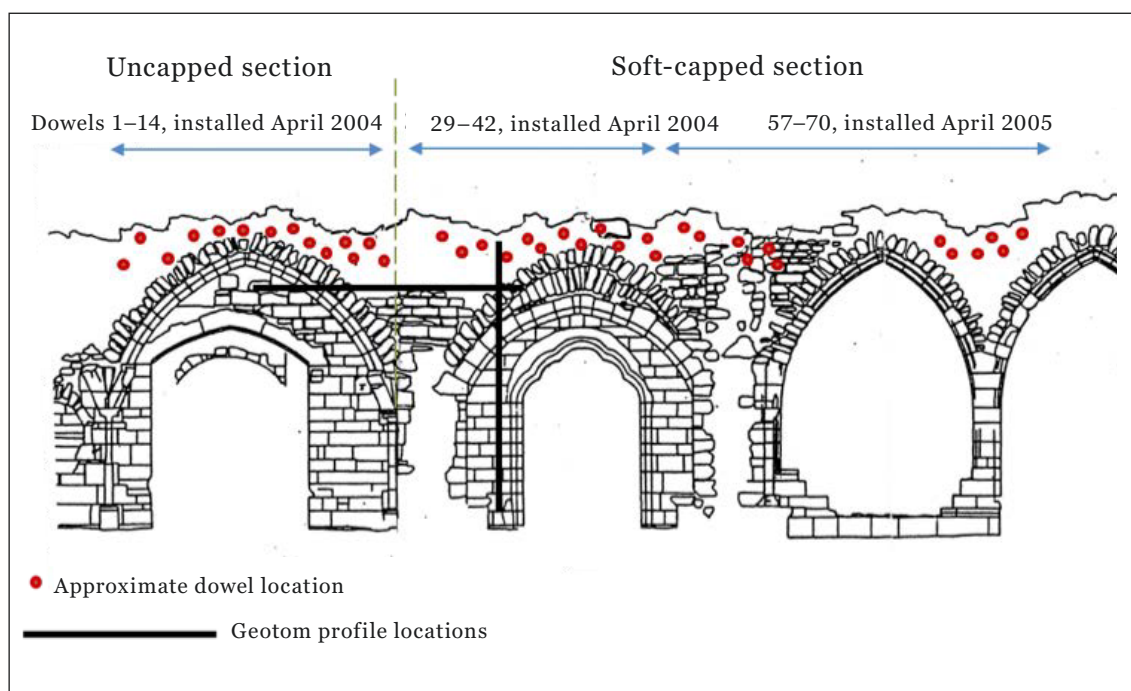 Uncapped section
Soft-capped section
Dowels 1–14, installed April 2004
29–42, installed April 2004
57–70, installed April 2005
Approximate dowel location
Geotom profile locations